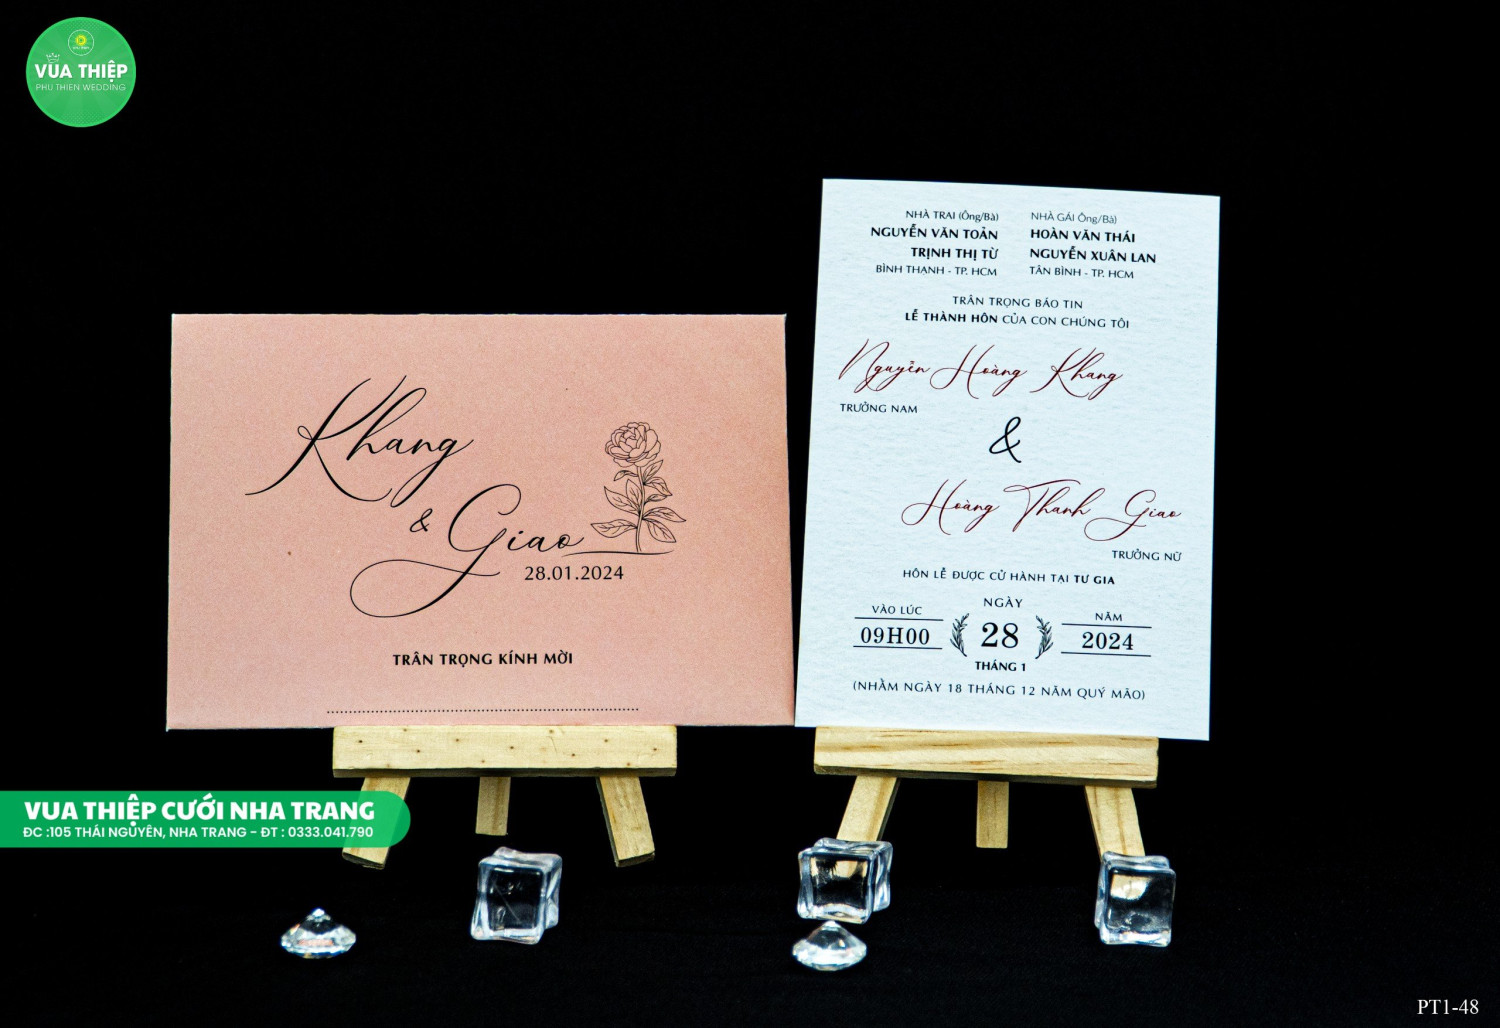 VUA THIỆP
PHU THIEN WEDDING
Khang
& Giao
28.01.2024
TRÂN TRỌNG KÍNH MỜI
NHÀ TRAI (Ông/Bà)
NGUYỄN VĂN TOẢN
TRỊNH THỊ TỪ
BÌNH THẠNH - TP. HCM
NHÀ GÁI Ông/Bà)
HOÀN VĂN THÁI
NGUYỄN XUÂN LAN
TÂN BÌNH - TP. HCM
TRÂN TRỌNG BÁO TIN
LỄ THÀNH HÔN CỦA CON CHÚNG TÔI
Nguyễn Hoàng Khang
TRƯỞNG NAM
&
Hoàng Thanh Giao
TRƯỞNG NỮ
HÔN LỄ ĐƯỢC CỬ HÀNH TẠI TƯ GIA
VÀO LÚC
09H00
NGÀY
28
THÁNG 1
NĂM
2024
(NHẰM NGÀY 18 THÁNG 12 NĂM QUÝ MÃO)
VUA THIỆP CƯỚI NHA TRANG
ĐC :105 THÁI NGUYÊN, NHA TRANG - ĐT : 0333.041.790
PT1-48